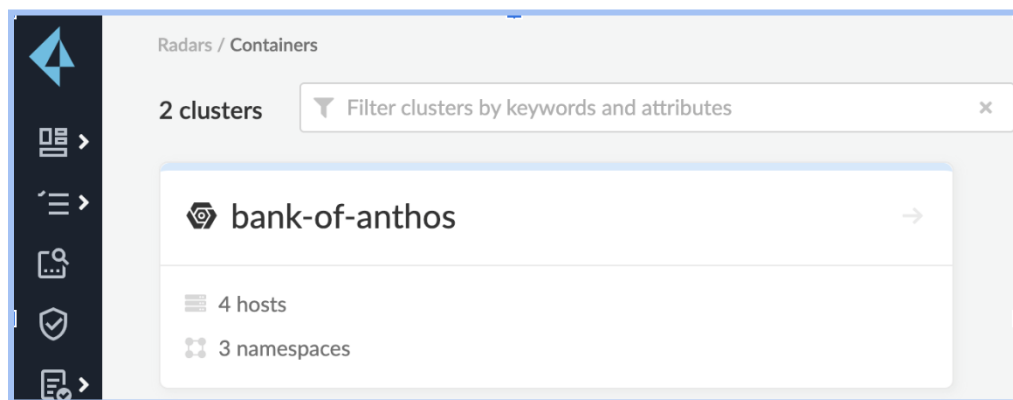 Radars / Containers
2 clusters
Filter clusters by keywords and attributes
bank-of-anthos
4 hosts
3 namespaces